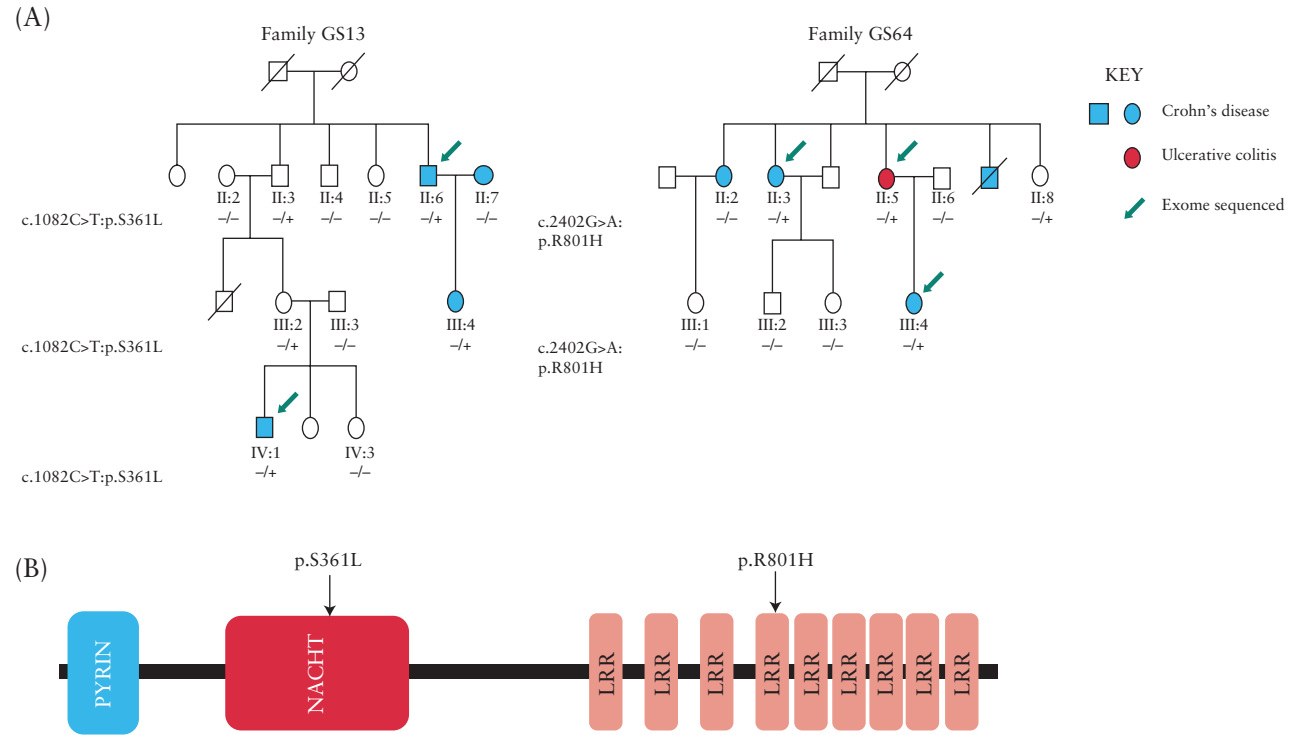 (A)
Family GS13
Family GS64
KEY
Crohn's disease
Ulcerative colitis
Exome sequenced
II:2 II:3 II:4 II:5 II:6 II:7
–/– –/+ –/– –/– –/+ –/–
c.1082C>T:p.S361L
II:2 II:3 II:5 II:6 II:8
–/– –/+ –/+ –/– –/+
c.2402G>A:
p.R801H
III:2 III:3 III:4
–/+ –/– –/+
c.1082C>T:p.S361L
III:1 III:2 III:3 III:4
–/– –/– –/– –/+
c.2402G>A:
p.R801H
IV:1 IV:3
–/+ –/–
c.1082C>T:p.S361L
(B)
p.S361L
p.R801H
PYRIN
NACHT
LRR
LRR
LRR
LRR
LRR
LRR
LRR
LRR
LRR